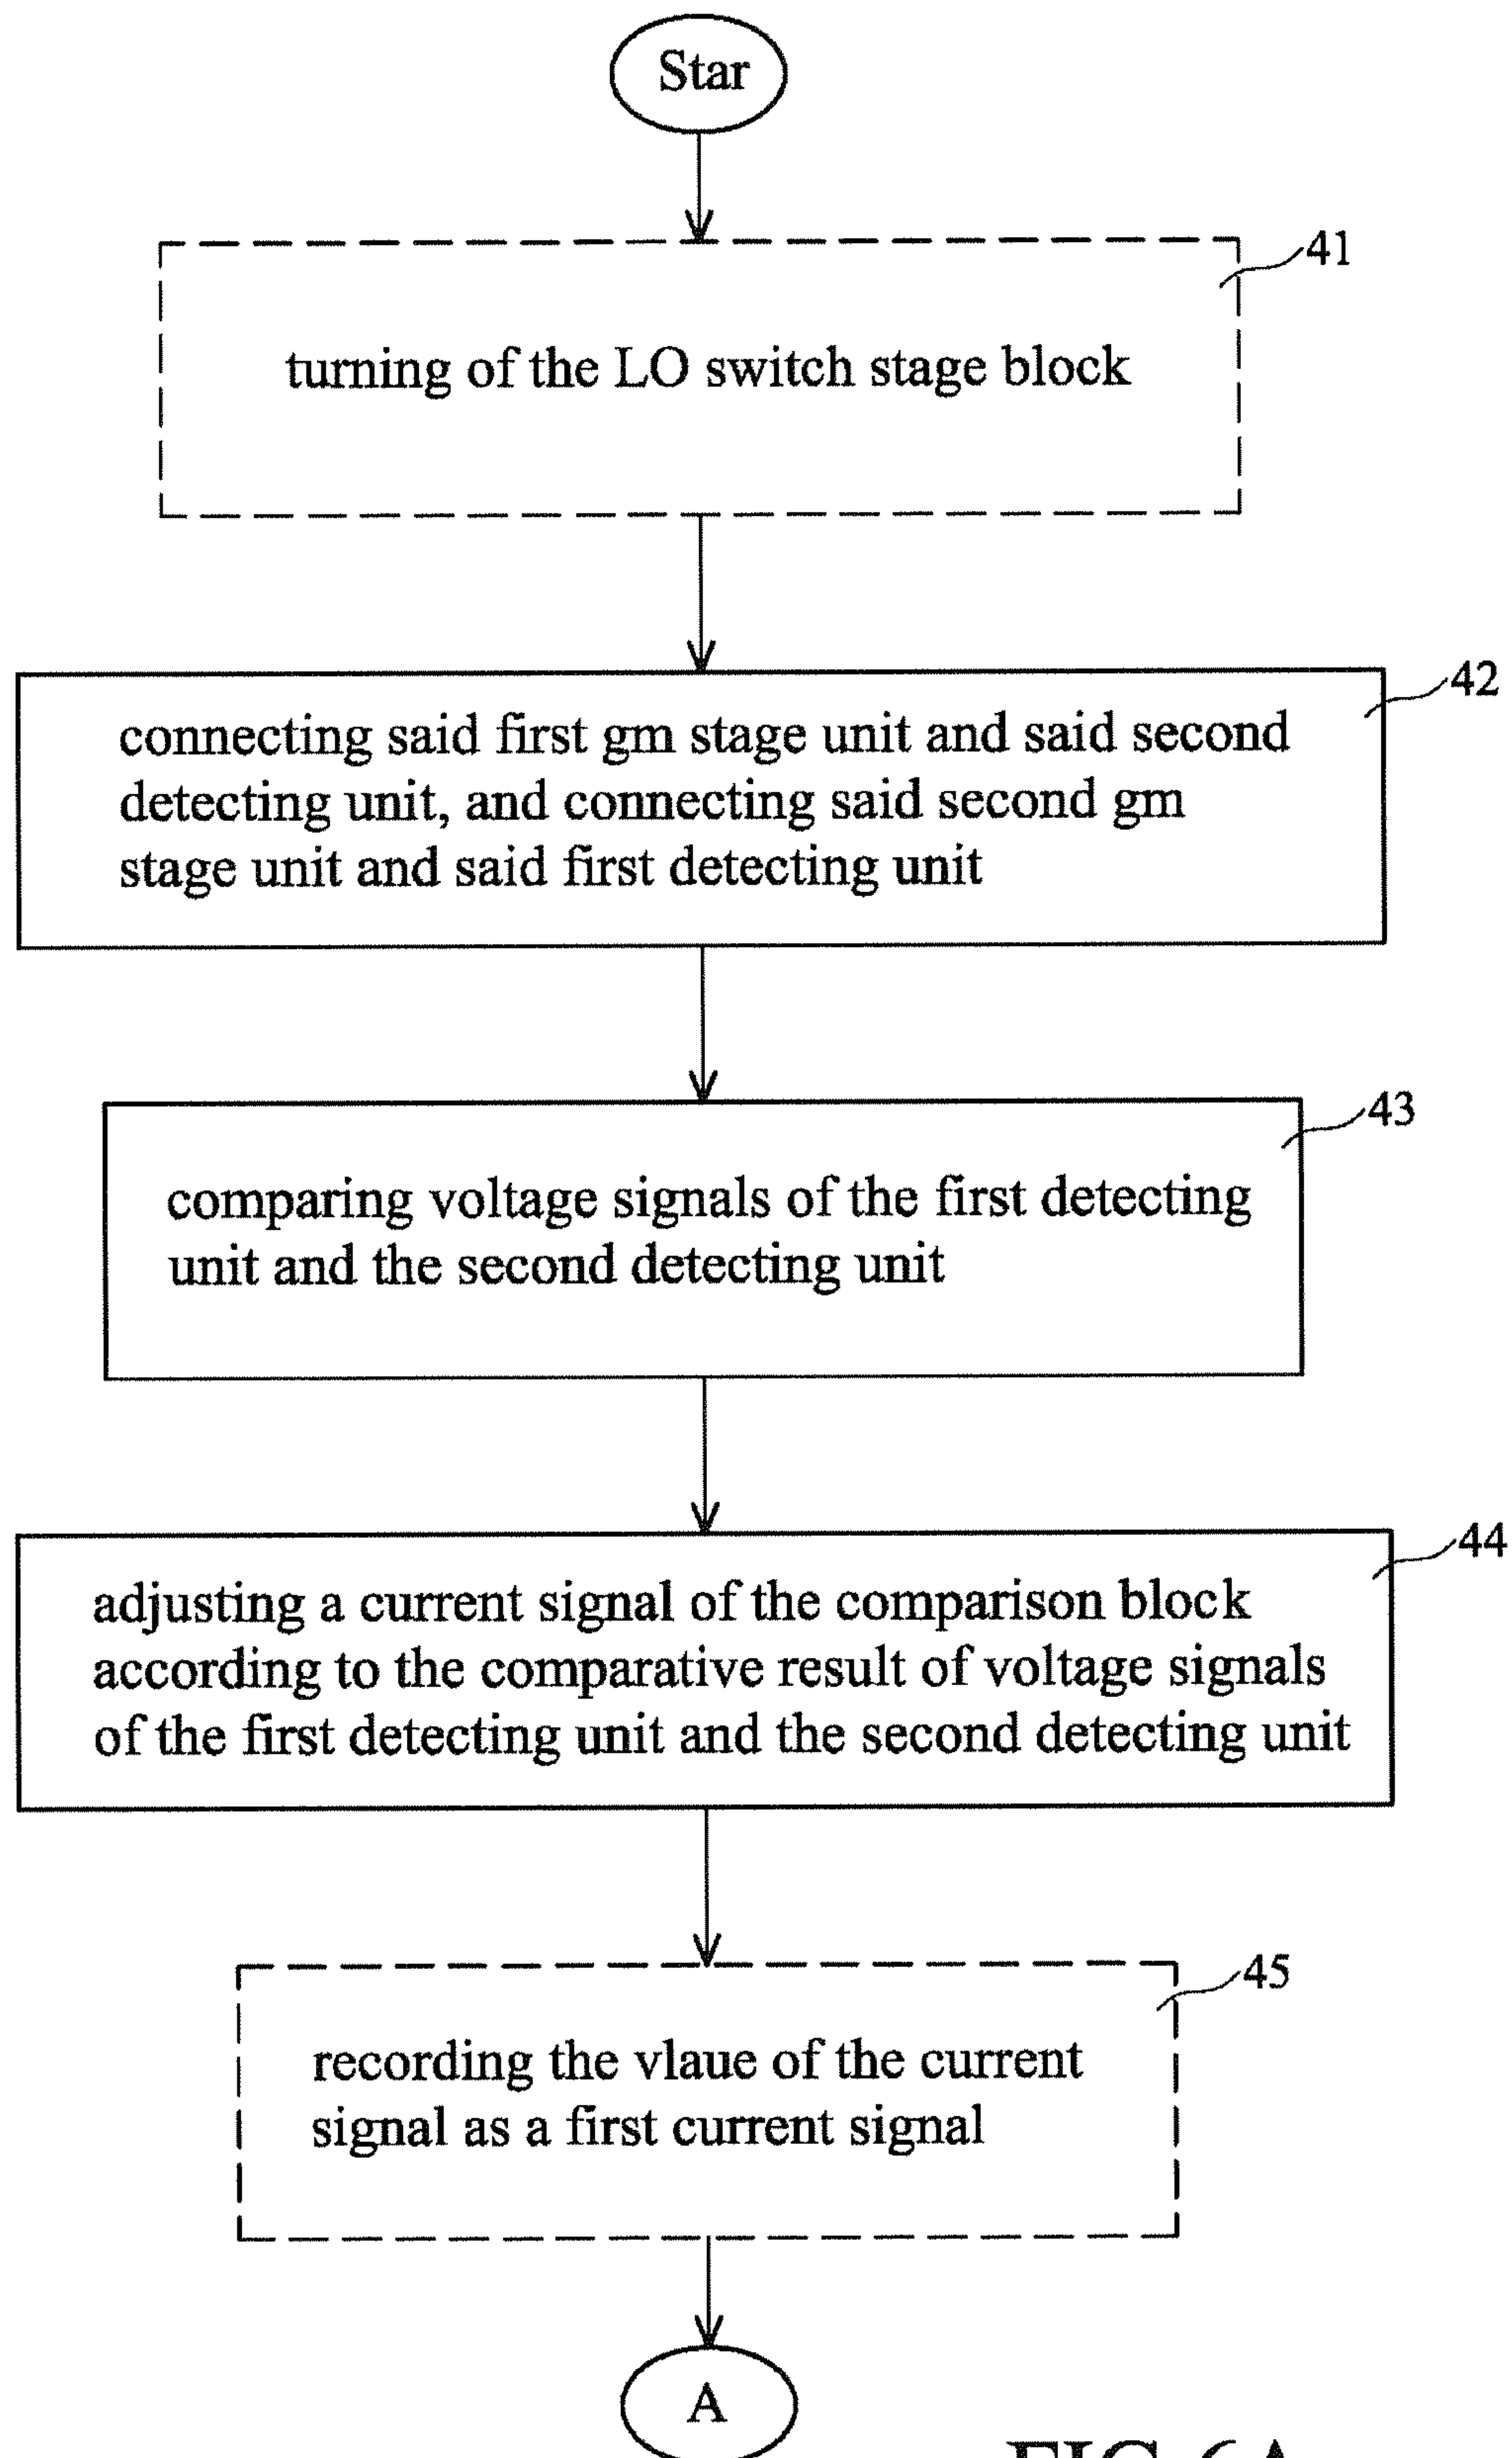 Star
41
turning of the LO switch stage block
42
connecting said first gm stage unit and said second
detecting unit, and connecting said second gm
stage unit and said first detecting unit
43
comparing voltage signals of the first detecting
unit and the second detecting unit
44
adjusting a current signal of the comparison block
according to the comparative result of voltage signals
of the first detecting unit and the second detecting unit
45
recording the vlaue of the current
signal as a first current signal
A
FIG. 6A